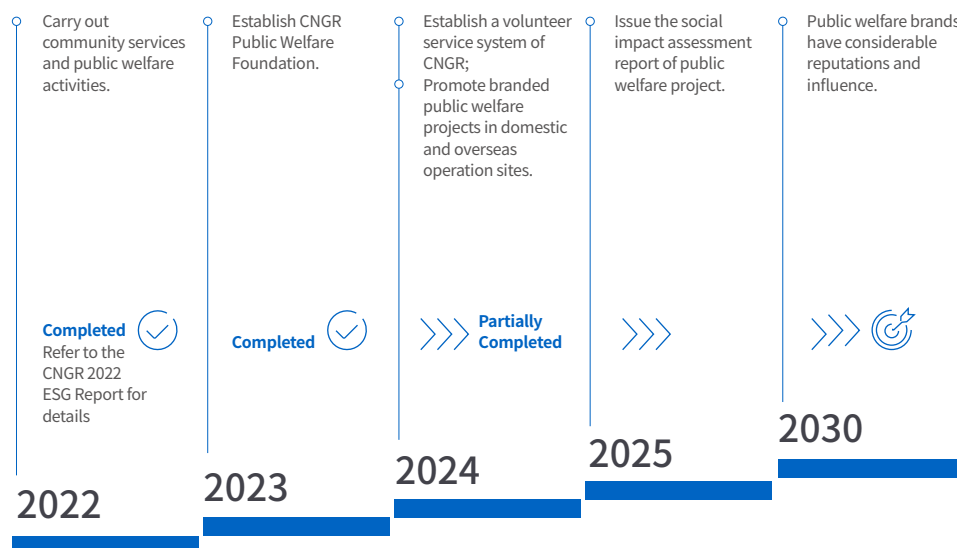 Carry out
community services
and public welfare
activities.
Completed
Refer to the
CNGR 2022
ESG Report for
details
2022
Establish CNGR
Public Welfare
Foundation.
Completed
2023
Establish a volunteer
service system of
CNGR;
Promote branded
public welfare
projects in domestic
and overseas
operation sites.
Partially
Completed
2024
Issue the social
impact assessment
report of public
welfare project.
2025
Public welfare brands
have considerable
reputations and
influence.
2030